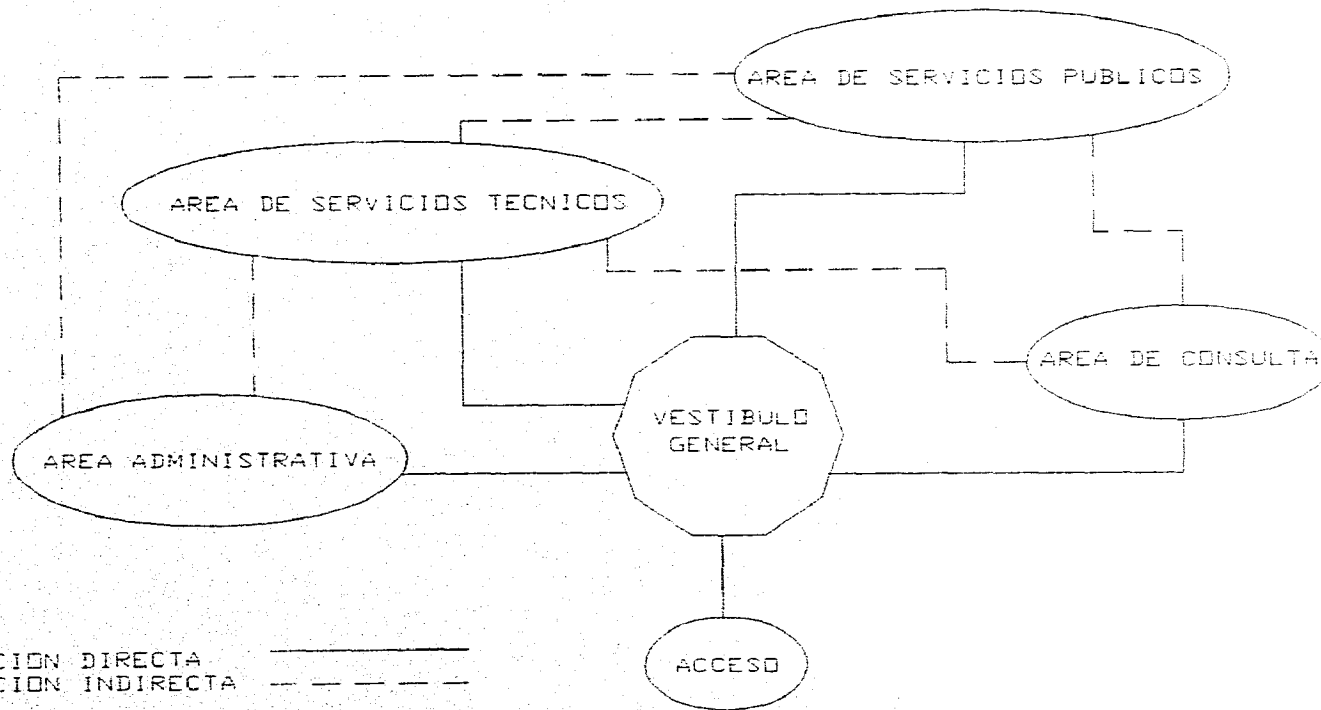 AREA DE SERVICIOS PUBLICOS
AREA DE SERVICIOS TECNICOS
AREA DE CONSULTA
VESTIBULO
GENERAL
AREA ADMINISTRATIVA
ACCESO
CION DIRECTA
CION INDIRECTA